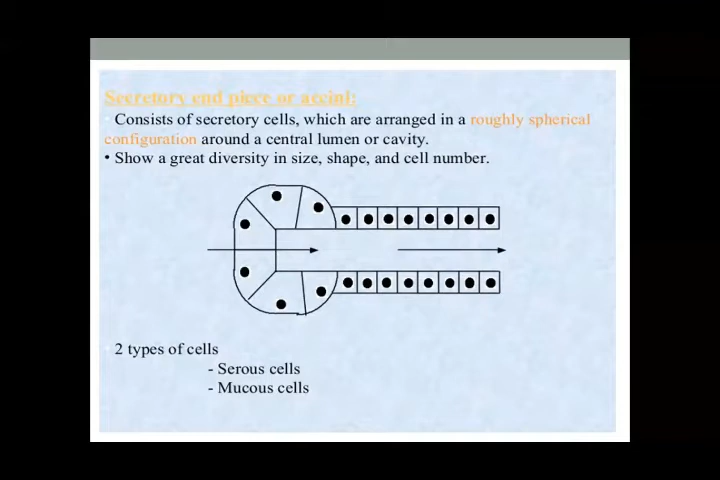 Secretory end piece or accini:
Consists of secretory cells, which are arranged in a roughly spherical
configuration around a central lumen or cavity.
• Show a great diversity in size, shape, and cell number.
2 types of cells
- Serous cells
- Mucous cells